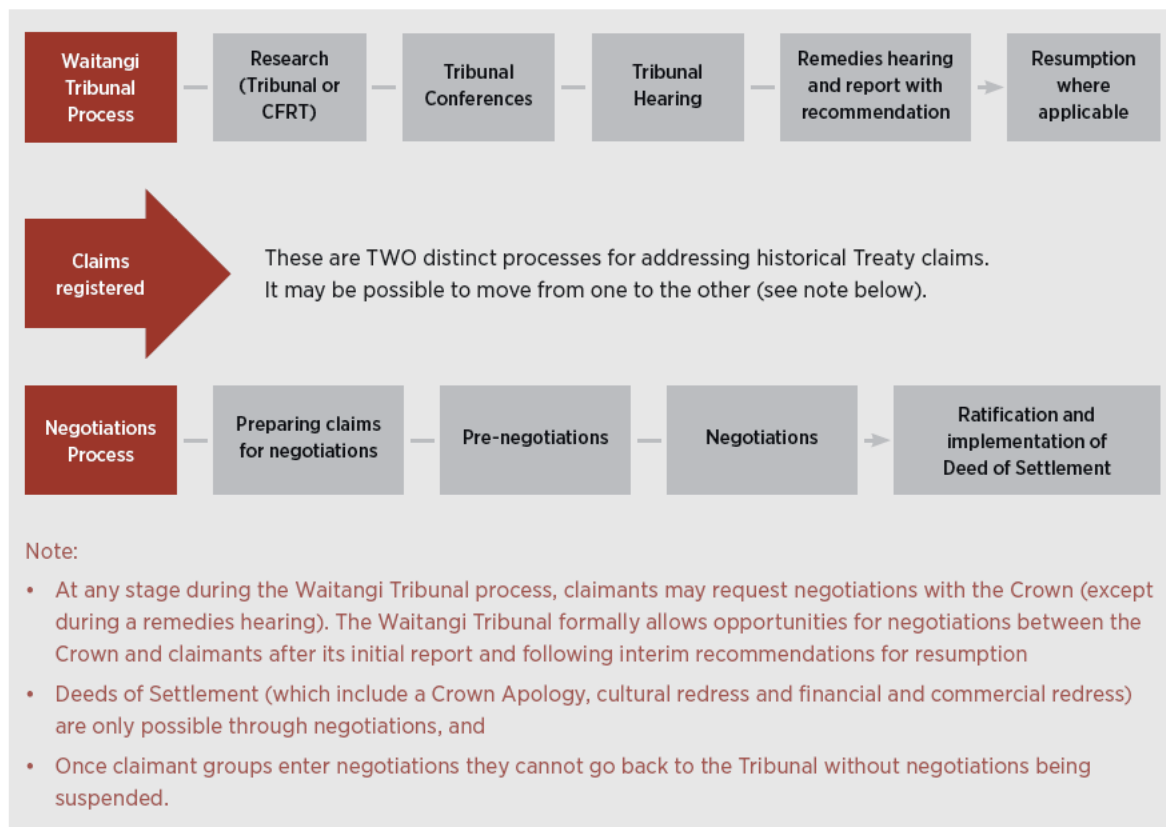 Waitangi
Tribunal
Process
Research
(Tribunal or
CFRT)
Tribunal
Conferences
Tribunal
Hearing
Remedies hearing
and report with
recommendation
Resumption
where
applicable
Claims
registered
These are TWO distinct processes for addressing historical Treaty claims.
It may be possible to move from one to the other (see note below).
Negotiations
Process
Preparing claims
for negotiations
Pre-negotiations
Negotiations
Ratification and
implementation of
Deed of Settlement
Note:
• At any stage during the Waitangi Tribunal process, claimants may request negotiations with the Crown (except
during a remedies hearing). The Waitangi Tribunal formally allows opportunities for negotiations between the
Crown and claimants after its initial report and following interim recommendations for resumption
• Deeds of Settlement (which include a Crown Apology, cultural redress and financial and commercial redress)
are only possible through negotiations, and
• Once claimant groups enter negotiations they cannot go back to the Tribunal without negotiations being
suspended.